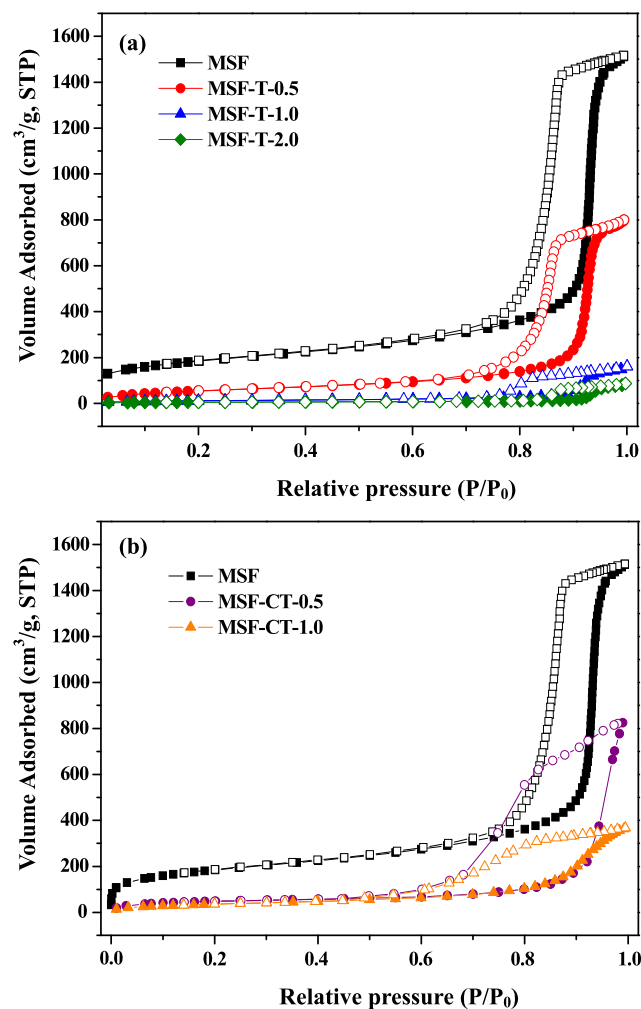 (a)
MSF
MSF-T-0.5
MSF-T-1.0
MSF-T-2.0
1600
1400
1200
1000
800
600
400
200
0
Volume Adsorbed (cm³/g, STP)
0.2
0.4
0.6
0.8
1.0
Relative pressure (P/P₀)
(b)
MSF
MSF-CT-0.5
MSF-CT-1.0
1600
1400
1200
1000
800
600
400
200
0
Volume Adsorbed (cm³/g, STP)
0.0
0.2
0.4
0.6
0.8
1.0
Relative pressure (P/P₀)